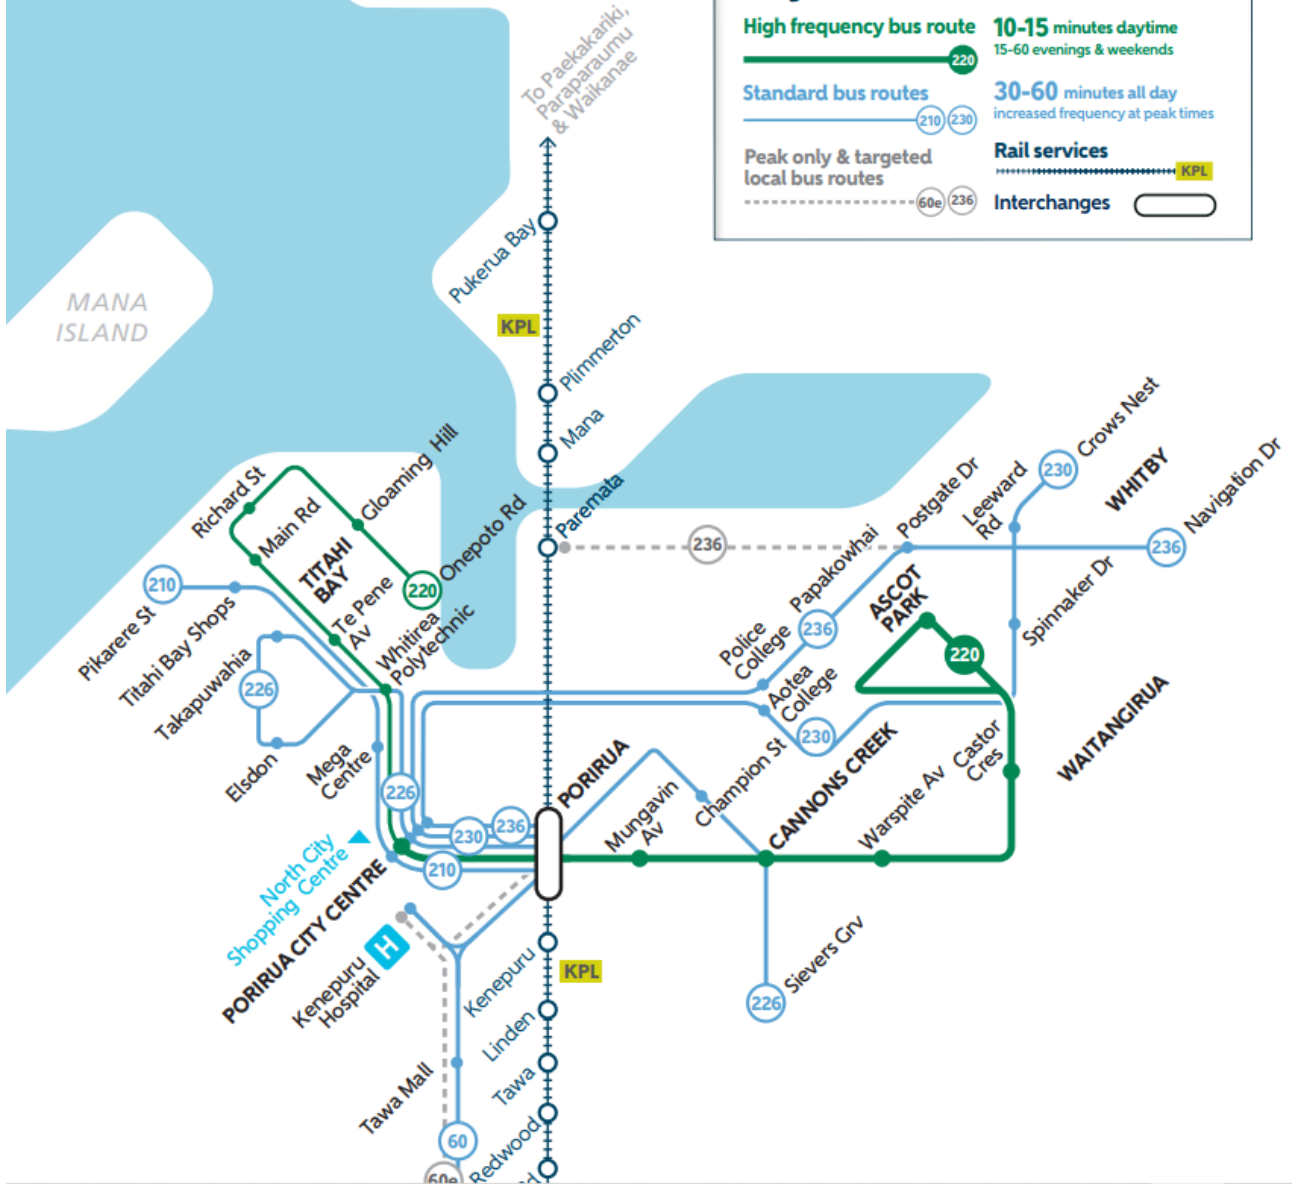 To Paekakariki,
Paraparaumu
& Waikanae
High frequency bus route
220
10-15 minutes daytime
15-60 evenings & weekends
Standard bus routes
210
230
30-60 minutes all day
increased frequency at peak times
Peak only & targeted
local bus routes
60e
236
Rail services
KPL
Interchanges
MANA
ISLAND
Pukerua Bay
KPL
Plimmerton
Mana
Paremata
236
Richard St
Main Rd
Gloaming Hill
TITAHI
BAY
220
Onepoto Rd
210
Pikarere St
Titahi Bay Shops
Te Pene
Av
Whitirea
Polytechnic
Takapuwahia
226
Elsdon
Mega
Centre
226
Postgate Dr
Leeward
Rd
230
Crows Nest
WHITBY
Navigation Dr
236
Papakowhai
236
Police
College
Aotea
College
230
ASCOT
PARK
220
Spinnaker Dr
WAITANGIRUA
Castor
Cres
Warspite Av
CANNONS CREEK
Champion St
Mungavin
Av
PORIRUA
236
230
210
North City
Shopping Centre
PORIRUA CITY CENTRE
H
Kenepuru
Hospital
Sievers Grv
226
Kenepuru
KPL
Linden
Tawa
Tawa Mall
60
60e
Redwood